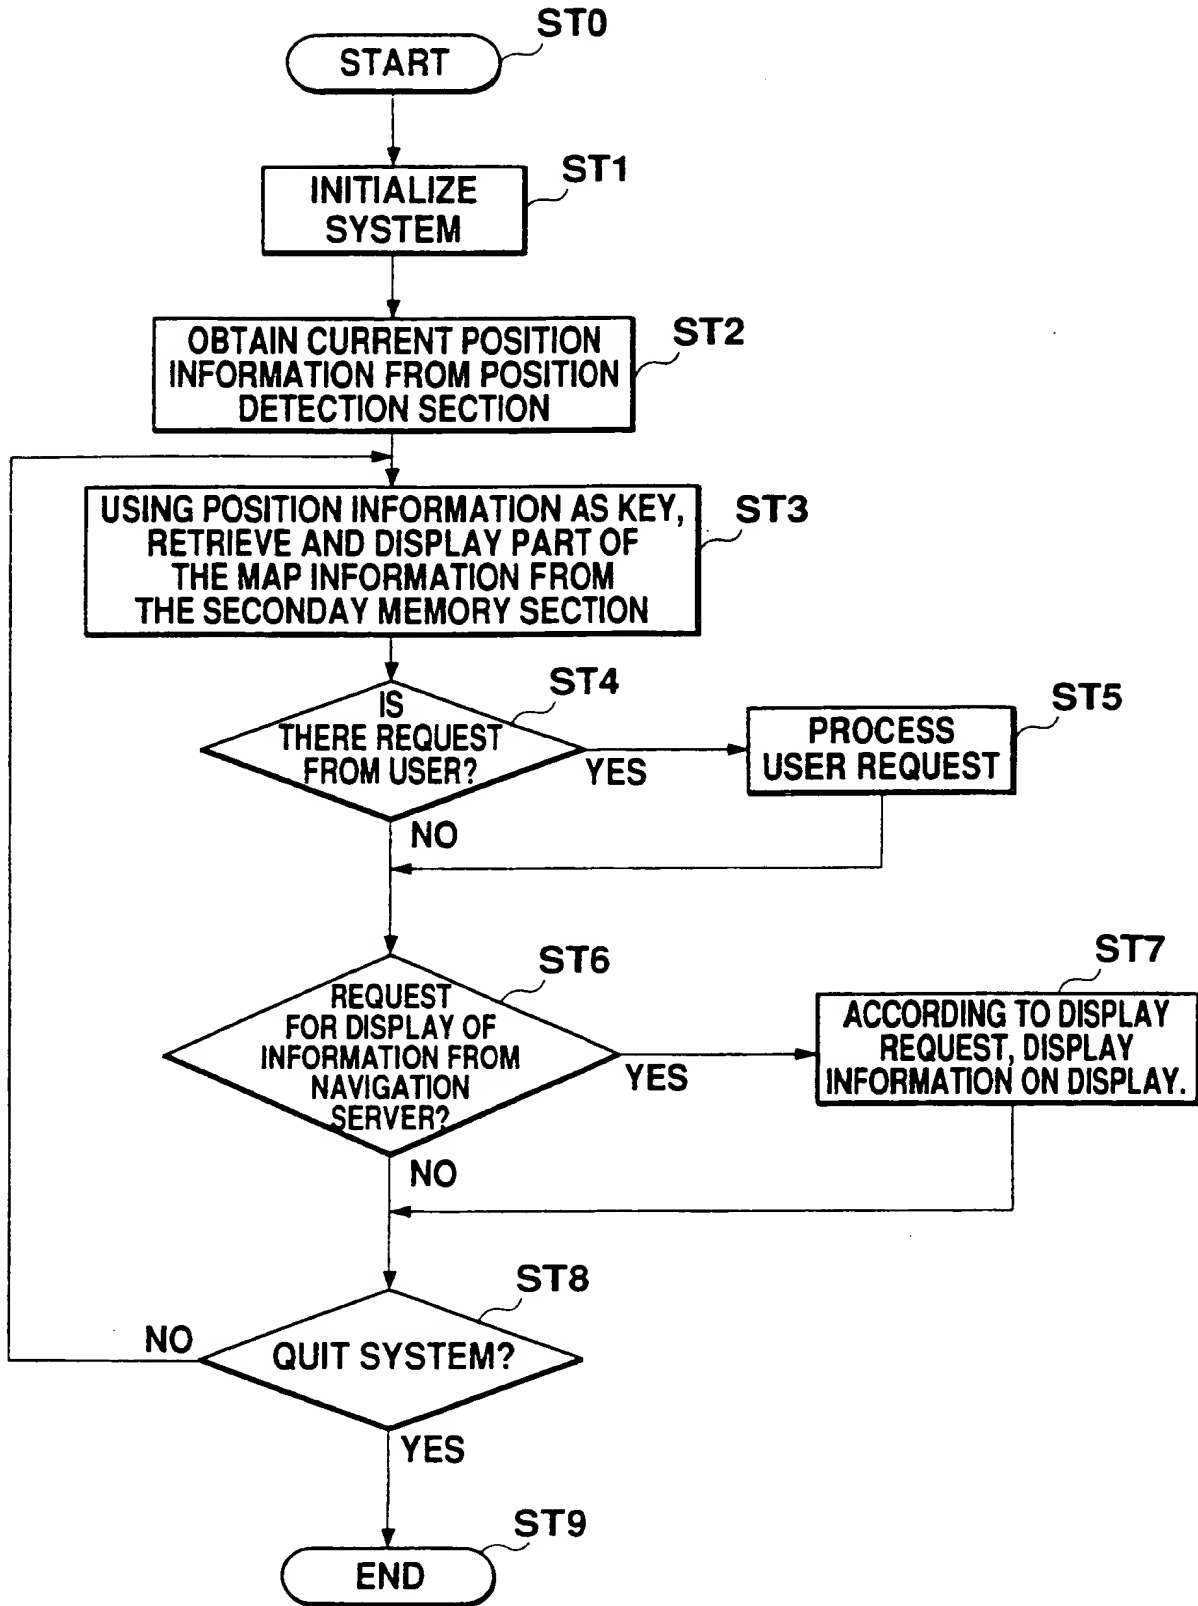 ST0
START
ST1
INITIALIZE
SYSTEM
ST2
OBTAIN CURRENT POSITION
INFORMATION FROM POSITION
DETECTION SECTION
ST3
USING POSITION INFORMATION AS KEY,
RETRIEVE AND DISPLAY PART OF
THE MAP INFORMATION FROM
THE SECONDAY MEMORY SECTION
ST4
IS
THERE REQUEST
FROM USER?
YES
NO
ST5
PROCESS
USER REQUEST
ST6
REQUEST
FOR DISPLAY OF
INFORMATION FROM
NAVIGATION
SERVER?
YES
NO
ST7
ACCORDING TO DISPLAY
REQUEST, DISPLAY
INFORMATION ON DISPLAY.
ST8
QUIT SYSTEM?
NO
YES
ST9
END